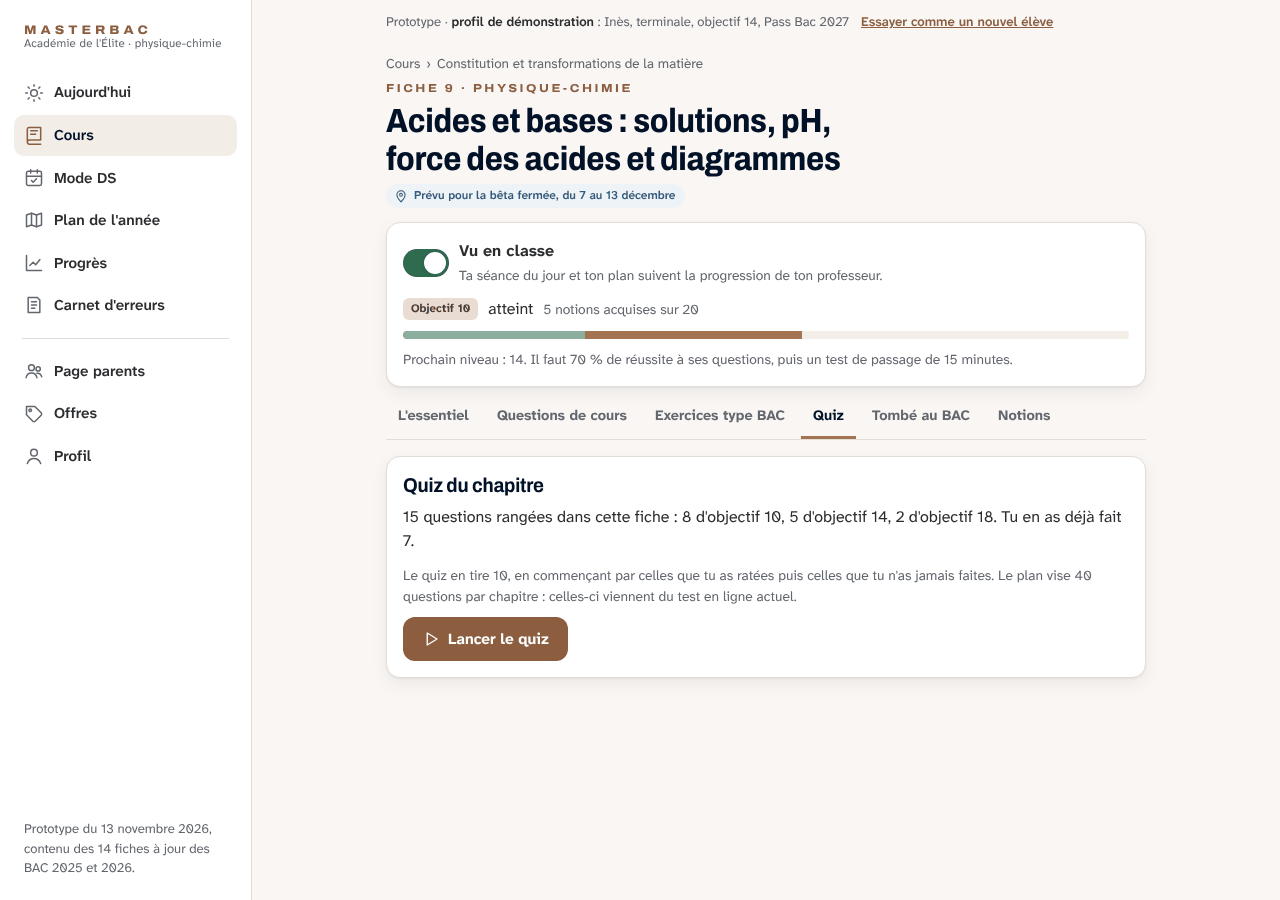 MASTERBAC
Académie de l'Élite · physique-chimie
Aujourd'hui
Cours
Mode DS
Plan de l'année
Progrès
Carnet d'erreurs
Page parents
Offres
Profil
Prototype du 13 novembre 2026,
contenu des 14 fiches à jour des
BAC 2025 et 2026.
Prototype · profil de démonstration : Inès, terminale, objectif 14, Pass Bac 2027 Essayer comme un nouvel élève
Cours › Constitution et transformations de la matière
FICHE 9 · PHYSIQUE-CHIMIE
Acides et bases : solutions, pH,
force des acides et diagrammes
Prévu pour la bêta fermée, du 7 au 13 décembre
Vu en classe
Ta séance du jour et ton plan suivent la progression de ton professeur.
Objectif 10 atteint 5 notions acquises sur 20
Prochain niveau : 14. Il faut 70 % de réussite à ses questions, puis un test de passage de 15 minutes.
L'essentiel Questions de cours Exercices type BAC Quiz Tombé au BAC Notions
Quiz du chapitre
15 questions rangées dans cette fiche : 8 d'objectif 10, 5 d'objectif 14, 2 d'objectif 18. Tu en as déjà fait
7.
Le quiz en tire 10, en commençant par celles que tu as ratées puis celles que tu n'as jamais faites. Le plan vise 40
questions par chapitre : celles-ci viennent du test en ligne actuel.
Lancer le quiz